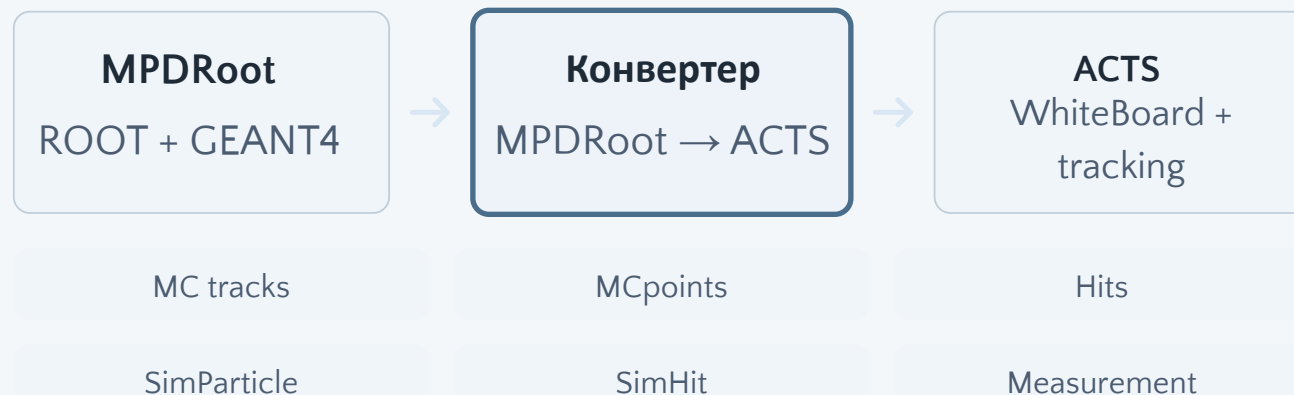 MPDRoot
ROOT + GEANT4
Конвертер
MPDRoot → ACTS
ACTS
WhiteBoard +
tracking
MC tracks
MCpoints
Hits
SimParticle
SimHit
Measurement